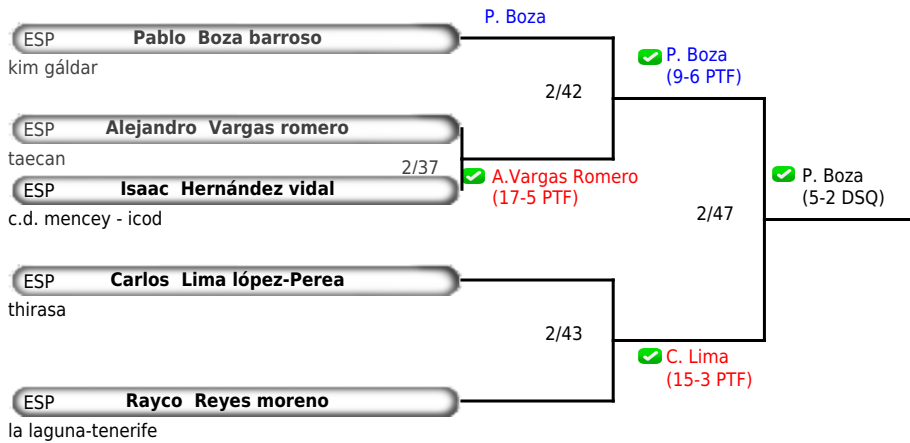 P. Boza
ESP Pablo Boza barroso
kim gáldar
P. Boza
(9-6 PTF)
2/42
ESP Alejandro Vargas romero
taecan
2/37
A.Vargas Romero
(17-5 PTF)
ESP Isaac Hernández vidal
c.d. mencey - icod
P. Boza
(5-2 DSQ)
2/47
ESP Carlos Lima lópez-Perea
thirasa
2/43
C. Lima
(15-3 PTF)
ESP Rayco Reyes moreno
la laguna-tenerife